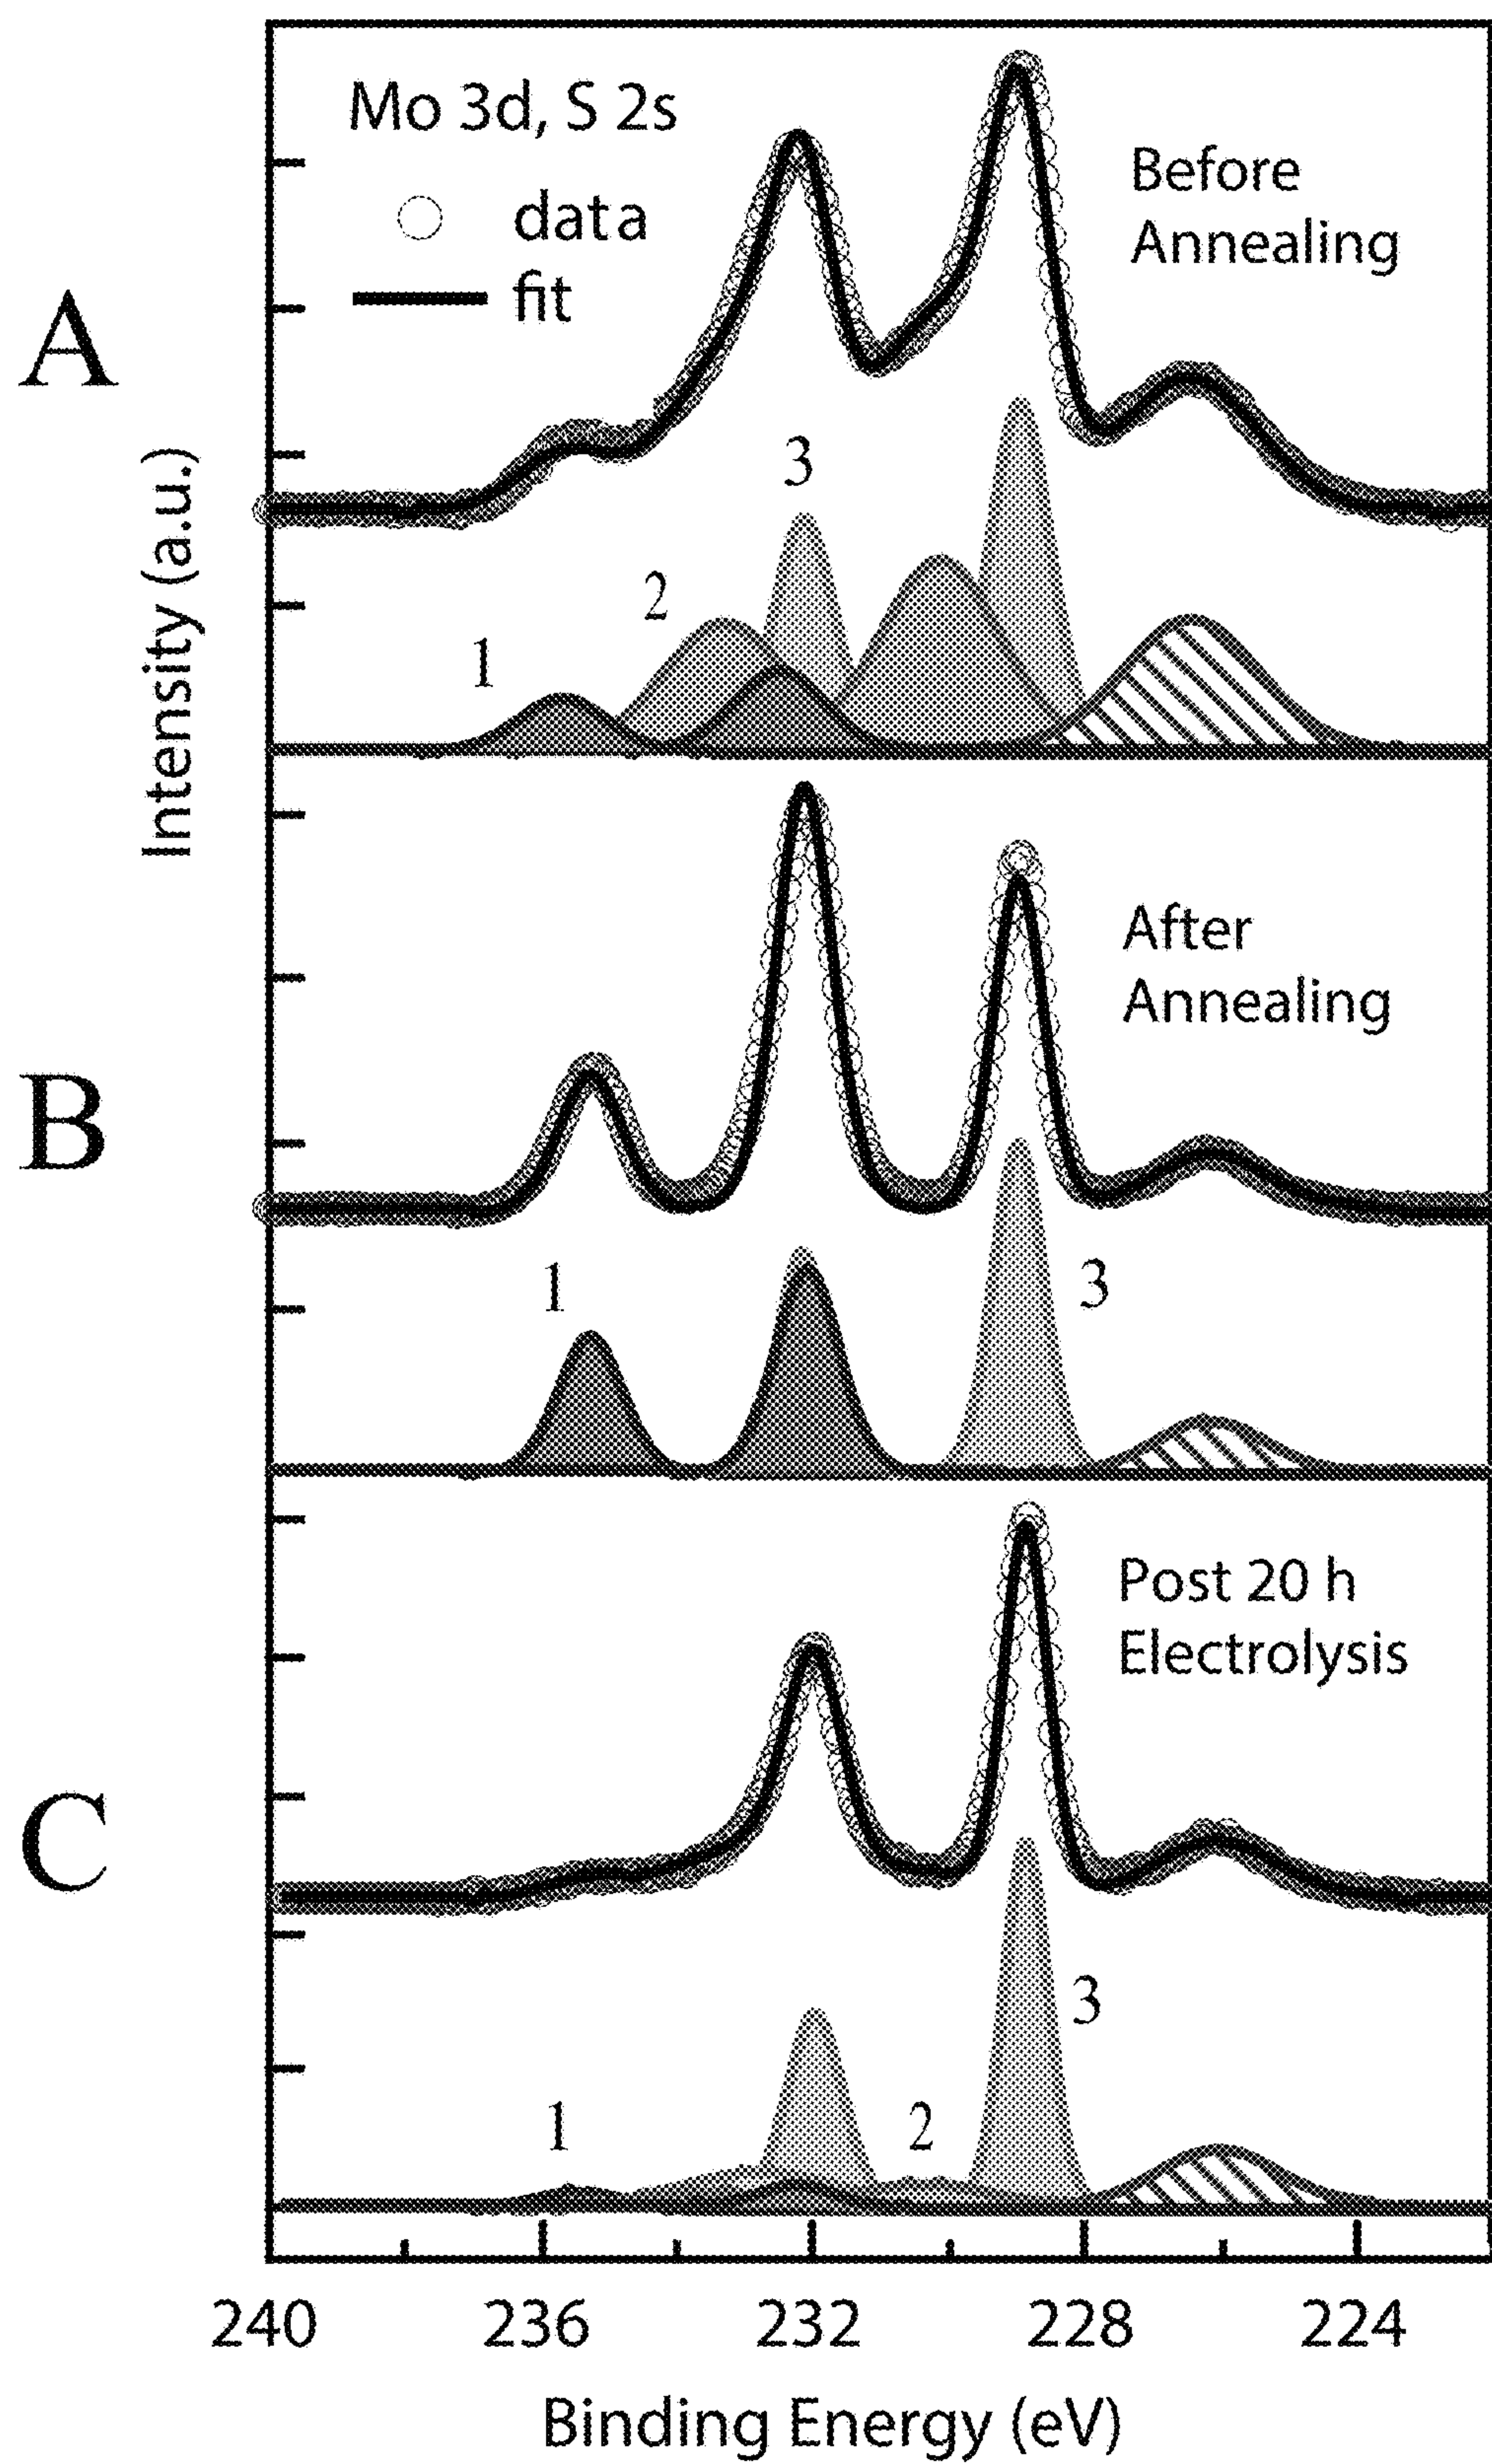 A
Mo 3d, S 2s
data
fit
Before
Annealing
3
2
1
Intensity (a.u.)
B
After
Annealing
1
3
C
Post 20 h
Electrolysis
3
1
2
240 236 232 228 224
Binding Energy (eV)